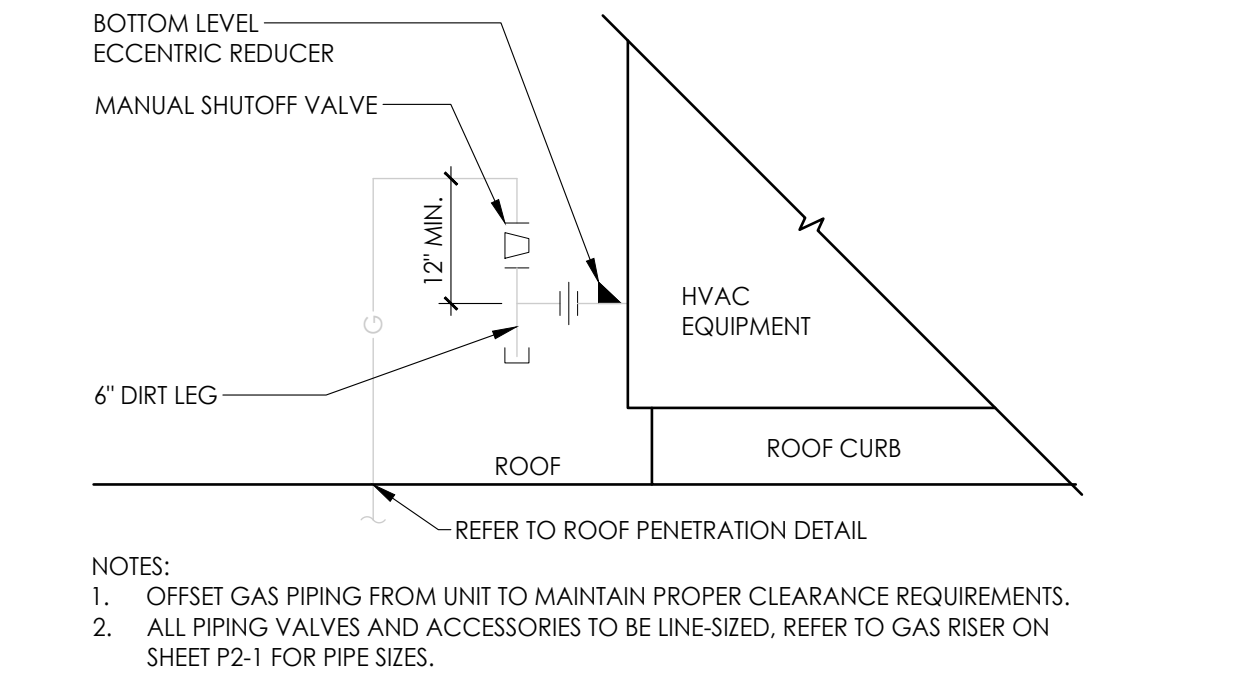 BOTTOM LEVEL
ECCENTRIC REDUCER
MANUAL SHUTOFF VALVE
12" MIN.
G
HVAC
EQUIPMENT
6" DIRT LEG
ROOF CURB
ROOF
REFER TO ROOF PENETRATION DETAIL
NOTES:
1. OFFSET GAS PIPING FROM UNIT TO MAINTAIN PROPER CLEARANCE REQUIREMENTS.
2. ALL PIPING VALVES AND ACCESSORIES TO BE LINE-SIZED, REFER TO GAS RISER ON
SHEET P2-1 FOR PIPE SIZES.